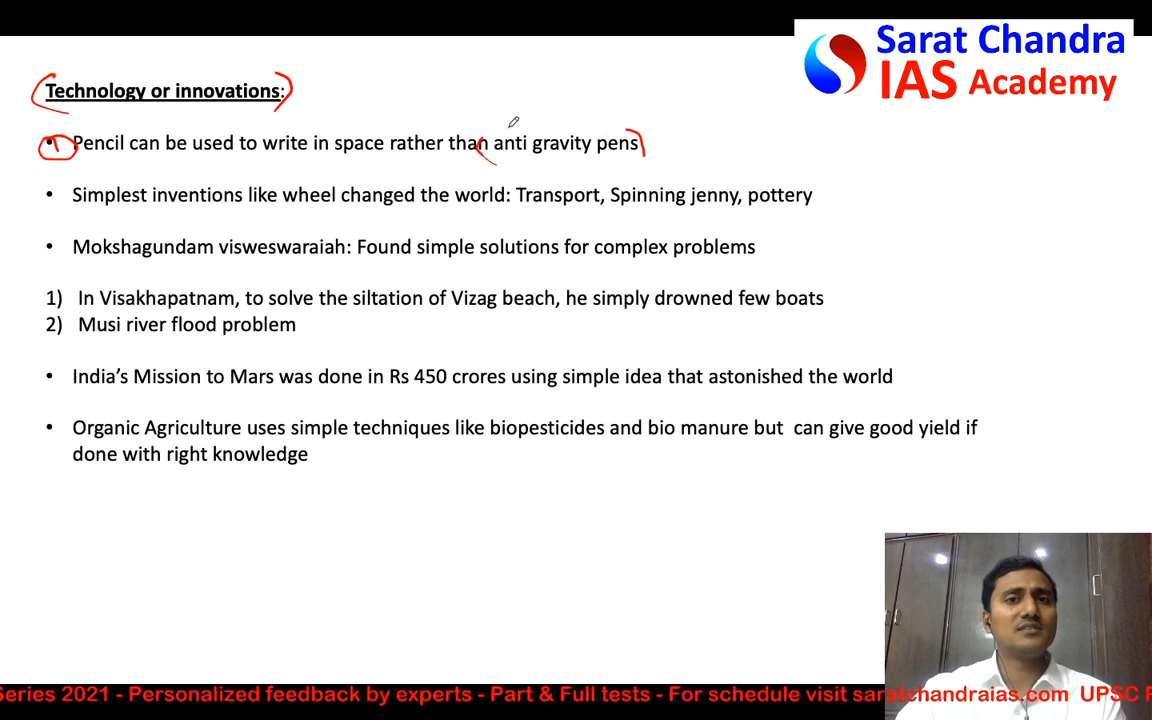 Sarat Chandra
IAS Academy
Technology or innovations:
• Pencil can be used to write in space rather than anti gravity pens
• Simplest inventions like wheel changed the world: Transport, Spinning jenny, pottery
• Mokshagundam visweswaraiah: Found simple solutions for complex problems
1) In Visakhapatnam, to solve the siltation of Vizag beach, he simply drowned few boats
2) Musi river flood problem
• India's Mission to Mars was done in Rs 450 crores using simple idea that astonished the world
• Organic Agriculture uses simple techniques like biopesticides and bio manure but can give good yield if
done with right knowledge
Series 2021 - Personalized feedback by experts - Part & Full tests - For schedule visit saratchandraias.com UPSC